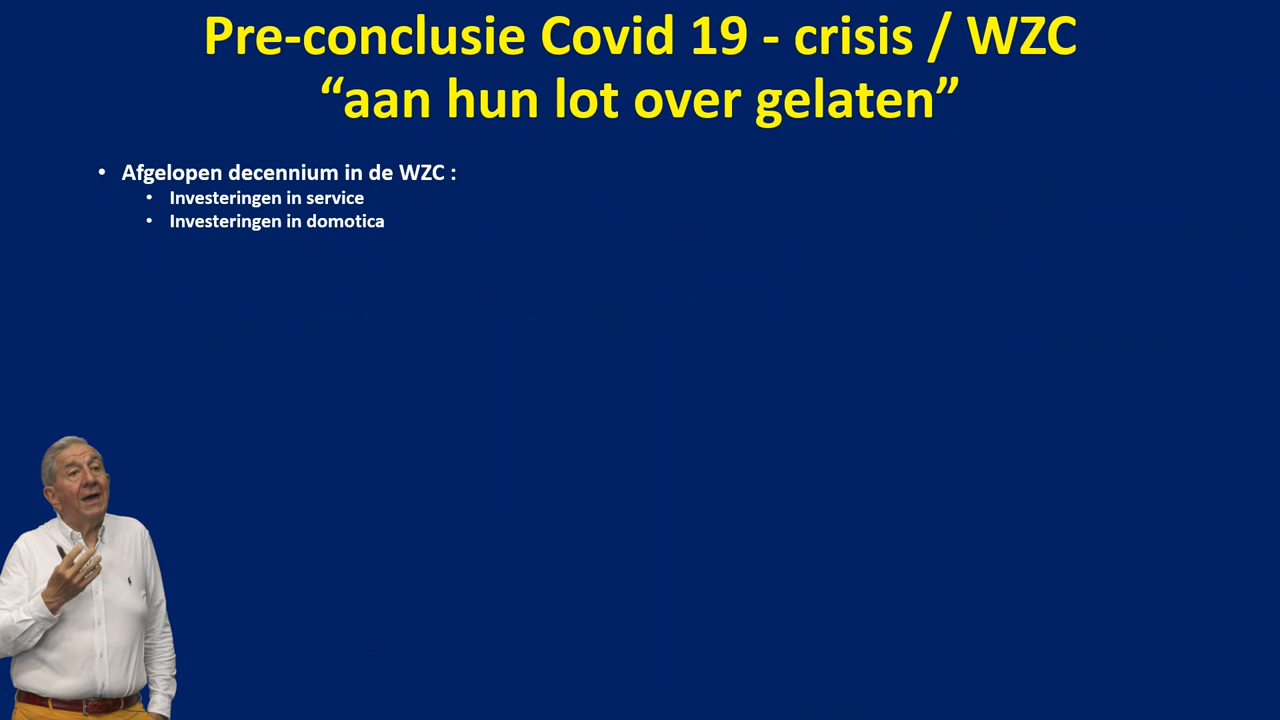 Pre-conclusie Covid 19 - crisis / WZC
“aan hun lot over gelaten”
• Afgelopen decennium in de WZC :
• Investeringen in service
• Investeringen in domotica